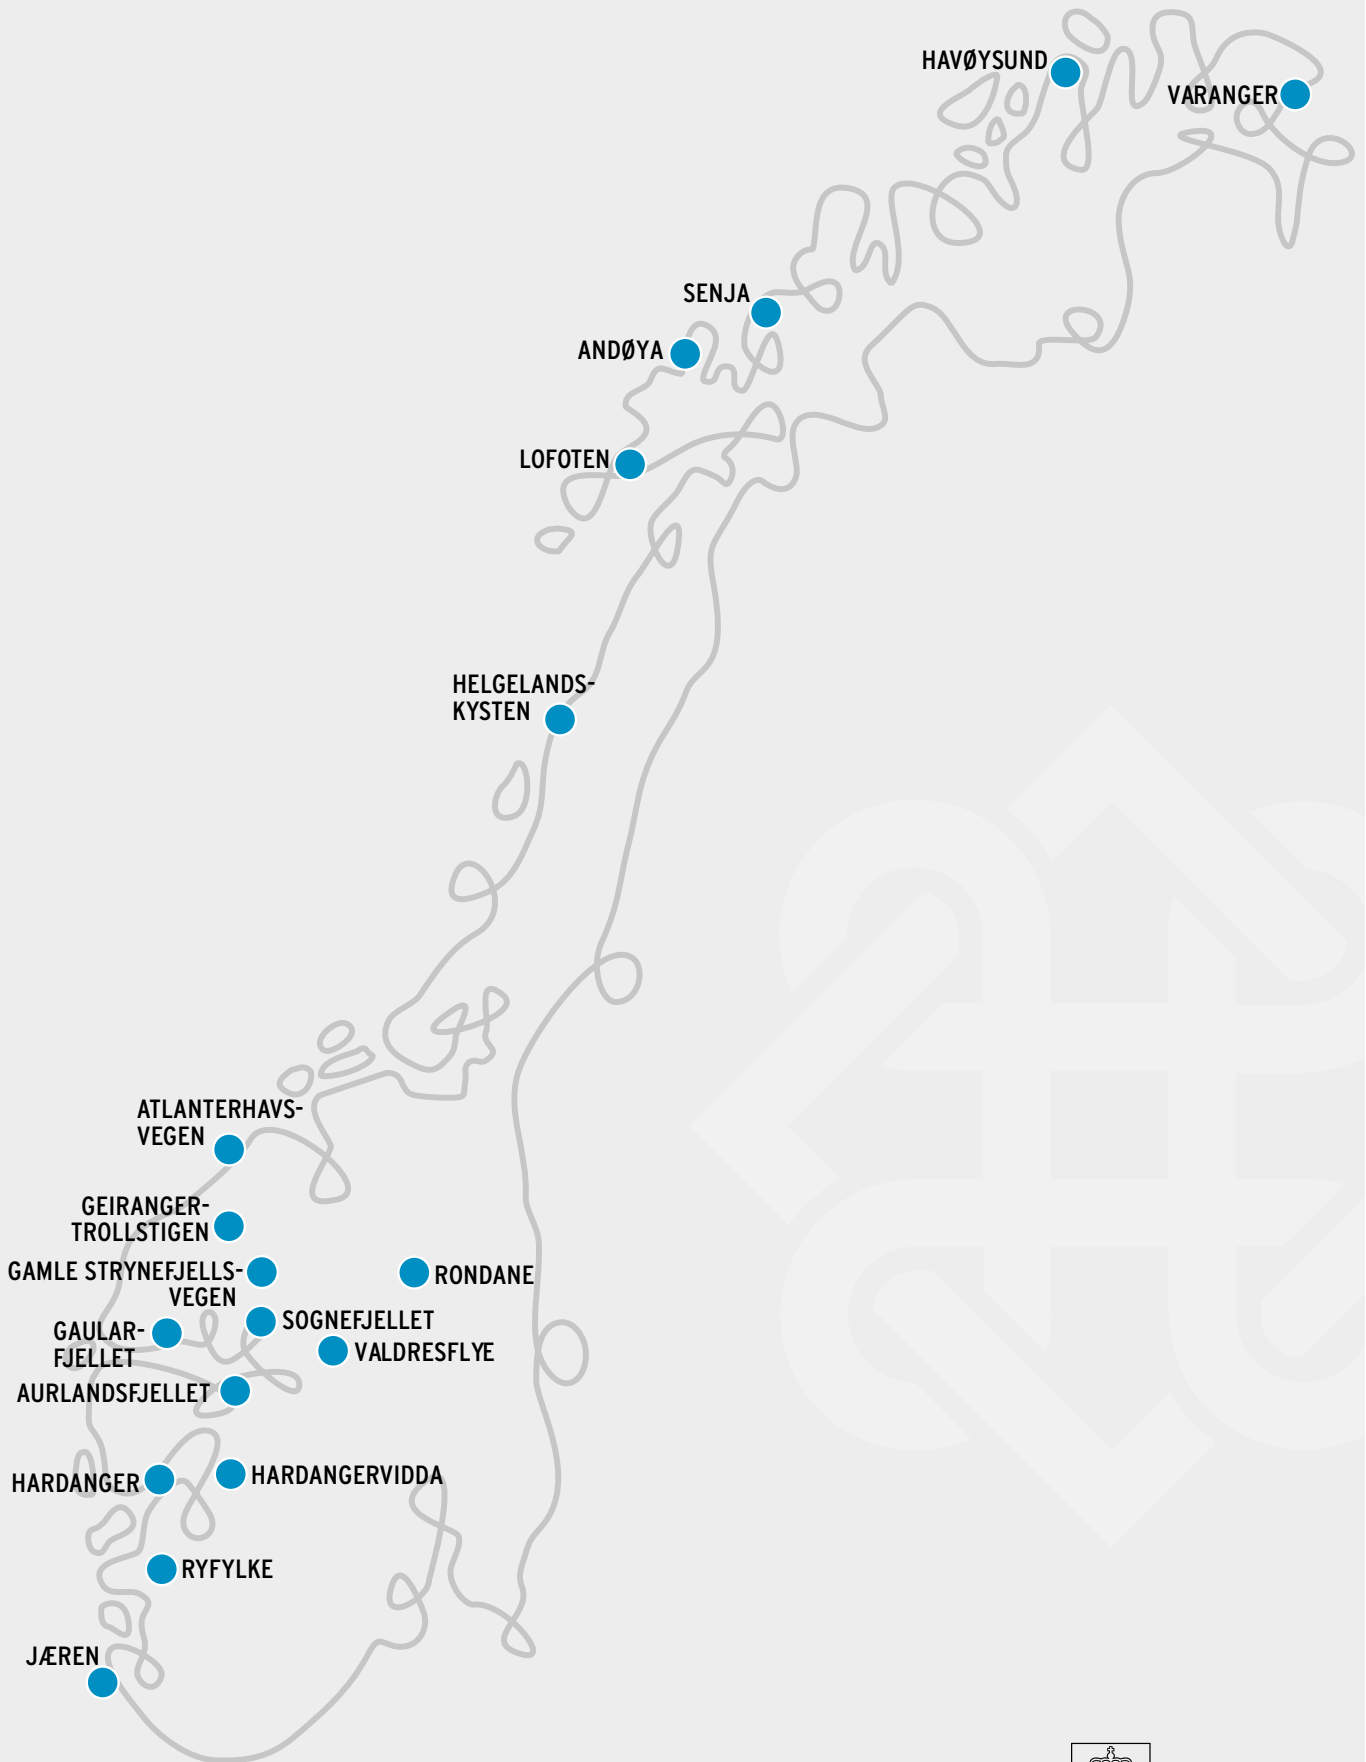 HAVØYSUND
VARANGER
SENJA
ANDØYA
LOFOTEN
HELGELANDS-
KYSTEN
ATLANTERHAVS-
VEGEN
GEIRANGER-
TROLLSTIGEN
GAMLE STRYNEFJELLS-
VEGEN
RONDANE
SOGNEFJELLET
GAULAR-
FJELLET
VALDRESFLYE
AURLANDSFJELLET
HARDANGER
HARDANGERVIDDA
RYFYLKE
JÆREN